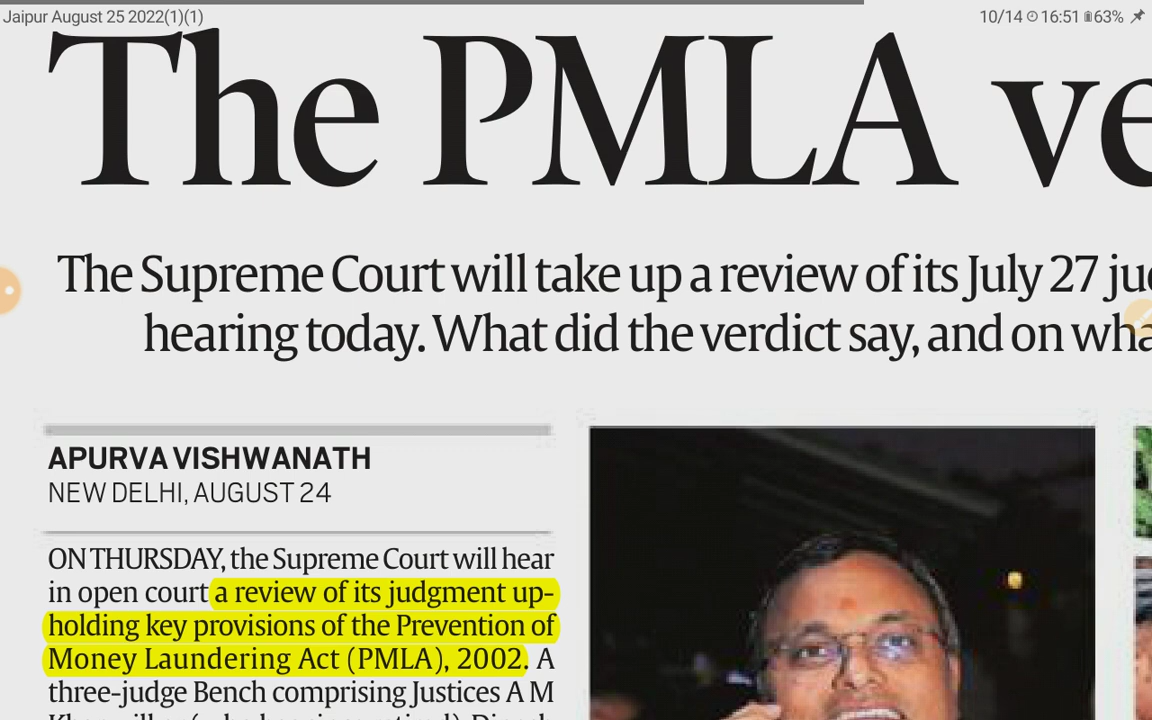 Jaipur August 25 2022(1)(1)
10/14 16:51 63%
The PMLA ve
The Supreme Court will take up a review of its July 27 ju
hearing today. What did the verdict say, and on wha
APURVA VISHWANATH
NEW DELHI, AUGUST 24
ON THURSDAY, the Supreme Court will hear
in open court a review of its judgment up-
holding key provisions of the Prevention of
Money Laundering Act (PMLA), 2002. A
three-judge Bench comprising Justices A M